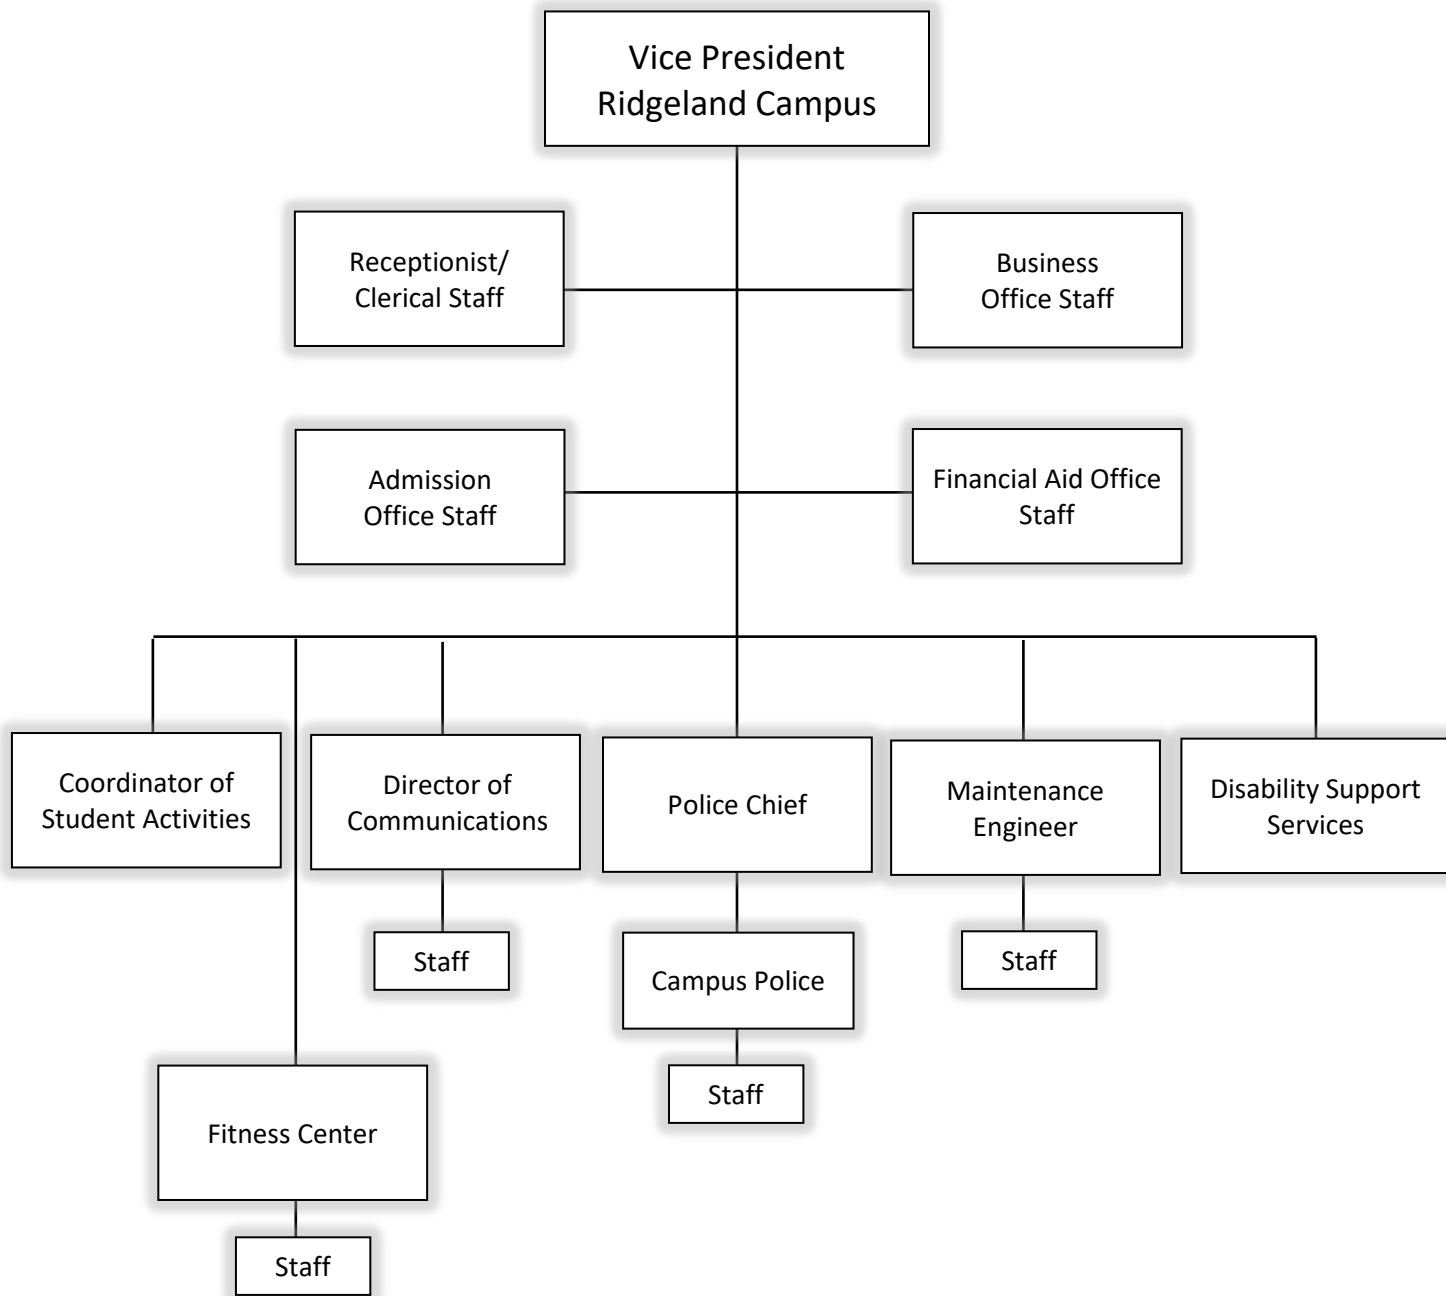 Vice President
Ridgeland Campus
Receptionist/
Clerical Staff
Business
Office Staff
Admission
Office Staff
Financial Aid Office
Staff
Coordinator of
Student Activities
Director of
Communications
Police Chief
Maintenance
Engineer
Disability Support
Services
Staff
Campus Police
Staff
Staff
Fitness Center
Staff